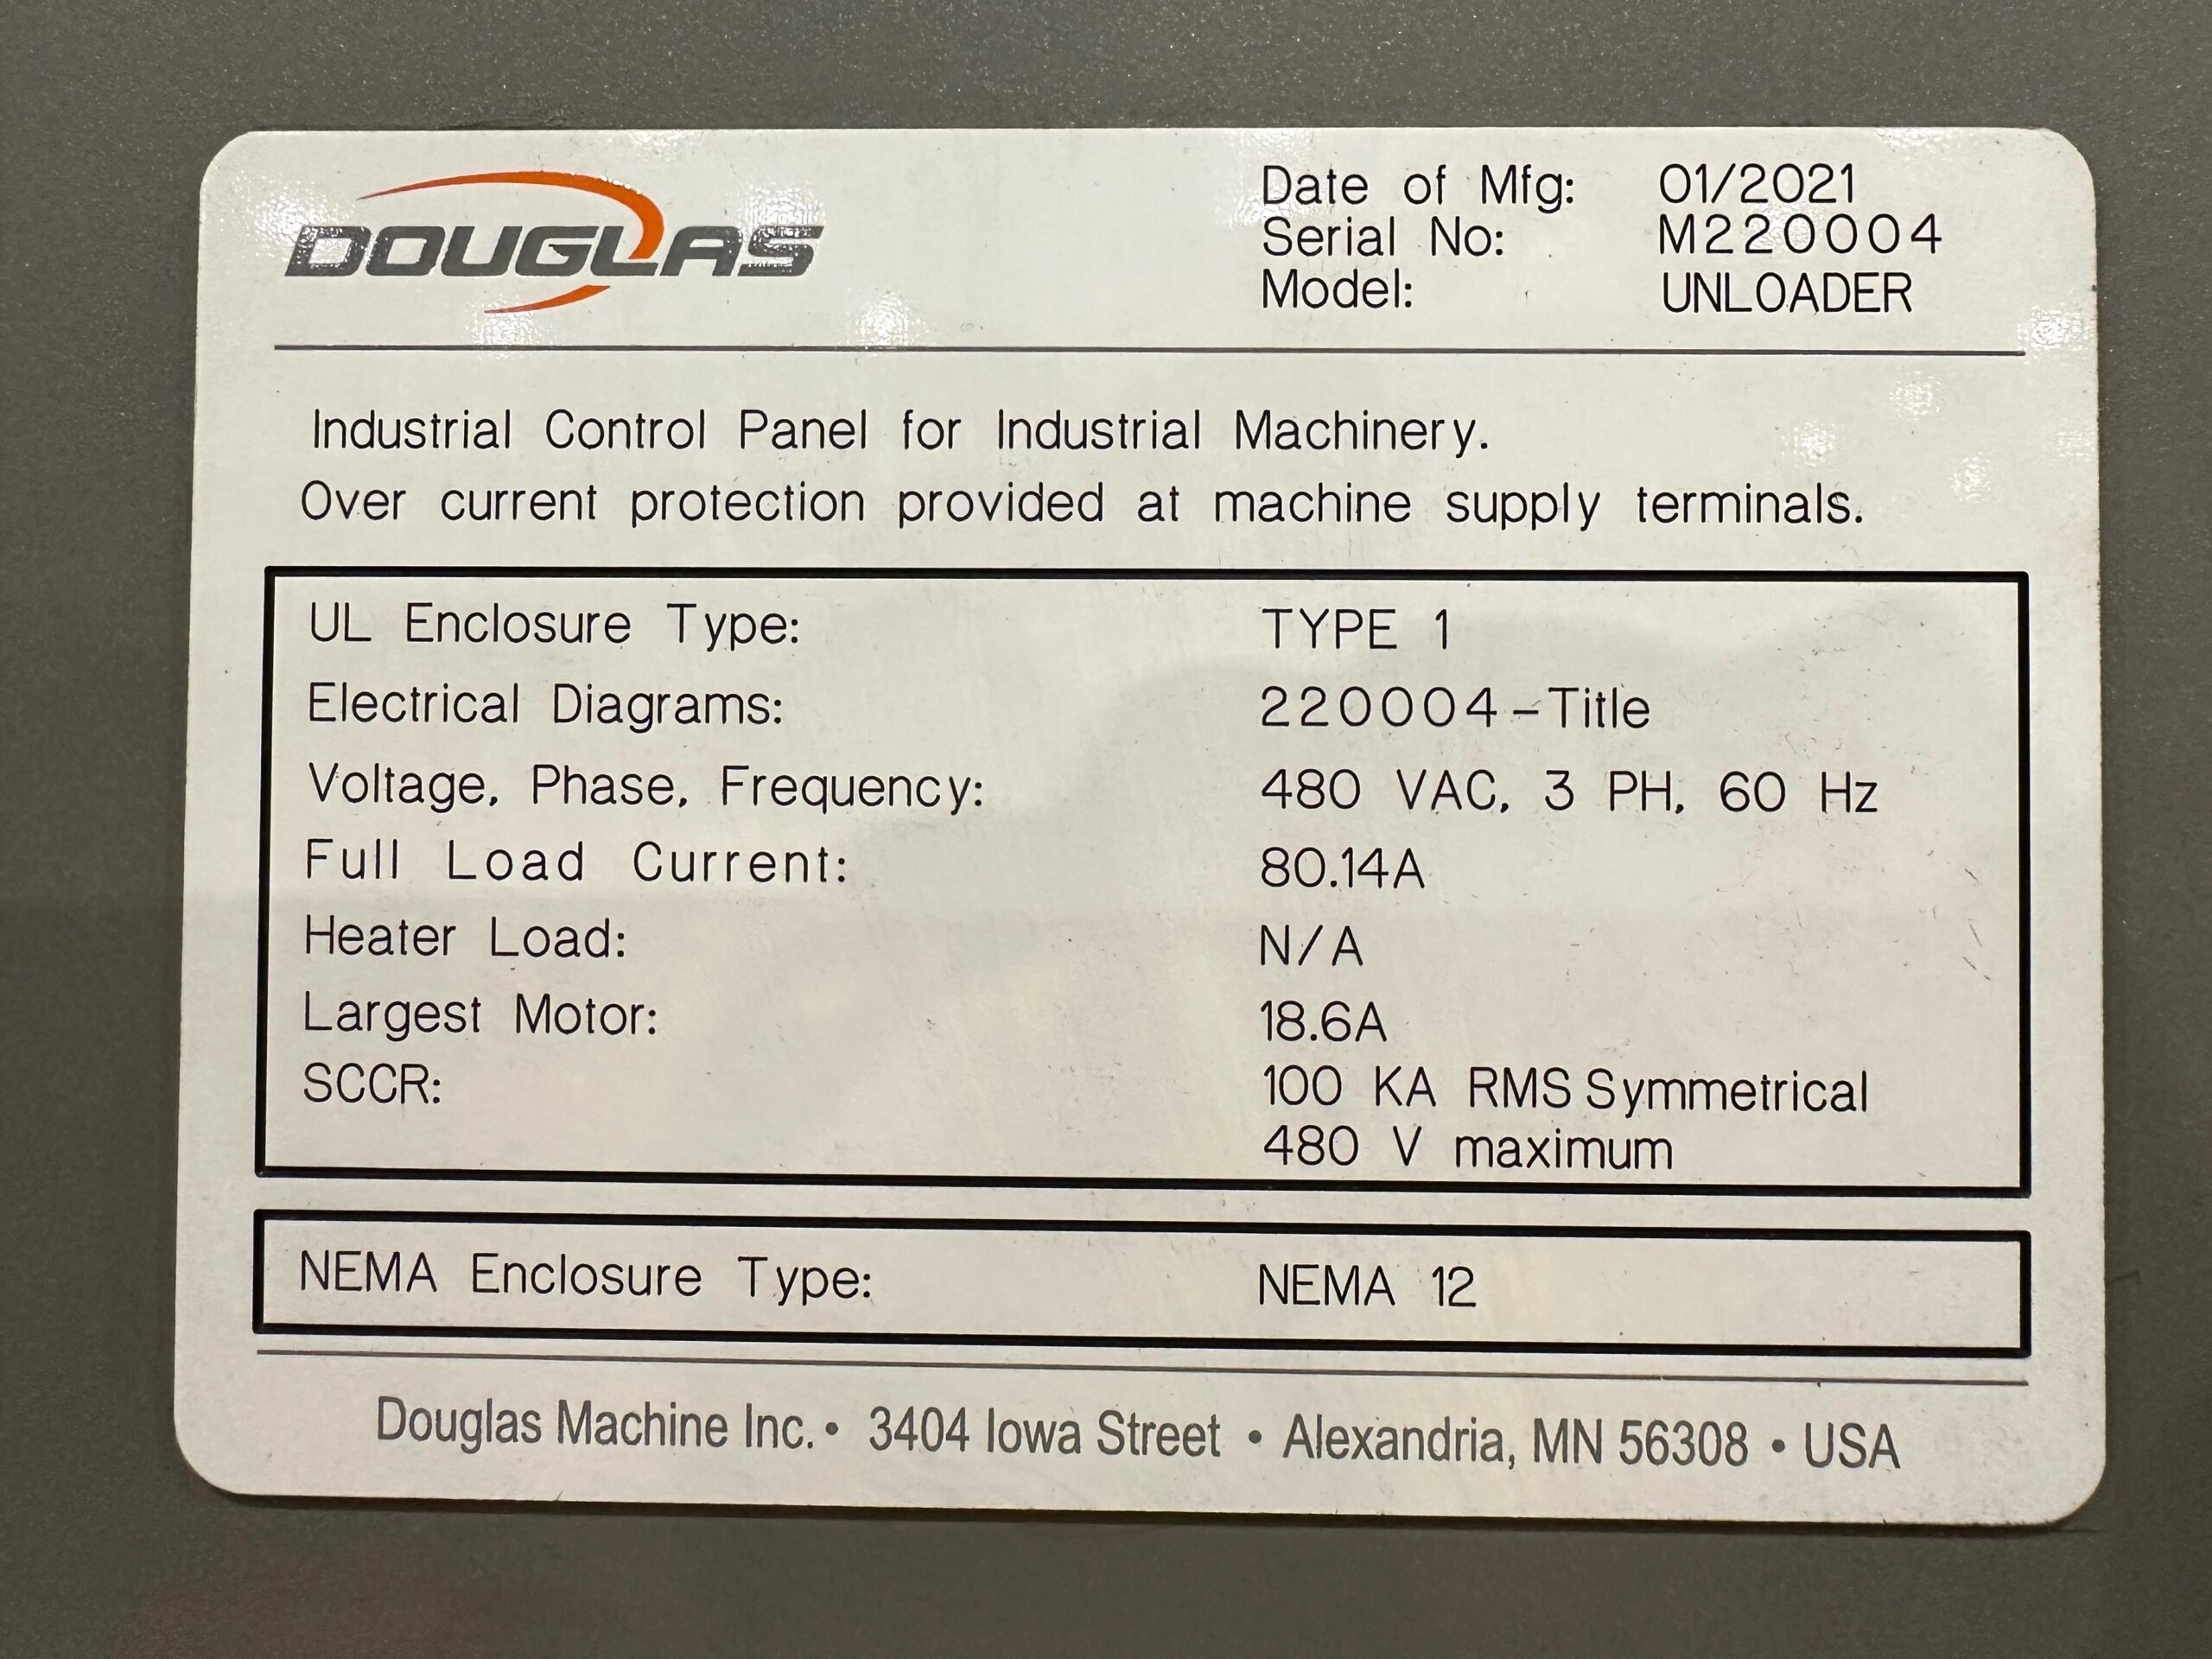 DOUGLAS
Date of Mfg: 01/2021
Serial No: M220004
Model: UNLOADER
Industrial Control Panel for Industrial Machinery.
Over current protection provided at machine supply terminals.
UL Enclosure Type: TYPE 1
Electrical Diagrams: 220004-Title
Voltage, Phase, Frequency: 480 VAC, 3 PH, 60 Hz
Full Load Current: 80.14A
Heater Load: N/A
Largest Motor: 18.6A
SCCR: 100 KA RMS Symmetrical
480 V maximum
NEMA Enclosure Type: NEMA 12
Douglas Machine Inc. • 3404 Iowa Street • Alexandria, MN 56308 • USA